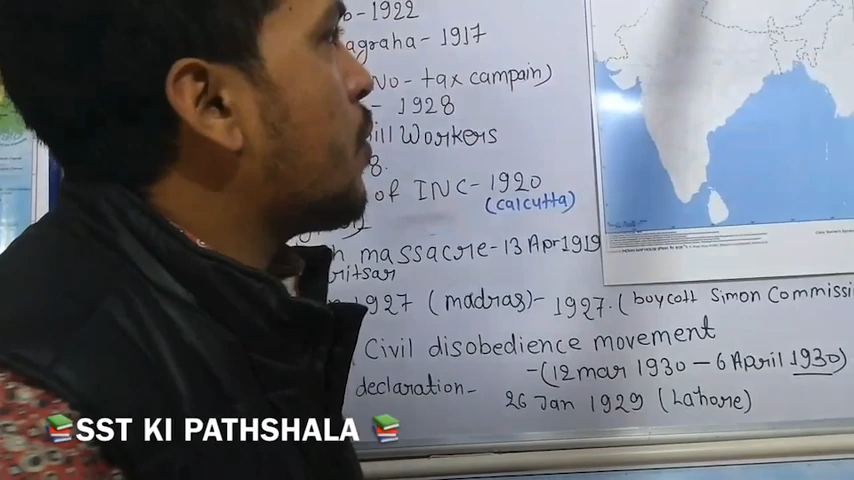 - 1922
agraha - 1917
No - tax campain)
- 1928
ill Workers
8.
of INC - 1920
(calcutta)
h massacre - 13 Apr 1919
ritsar
1927 (madras) - 1927. (boycott Simon Commissi
Civil disobedience movement
- (12 mar 1930 - 6 April 1930)
declaration - 26 Jan 1929 (Lahore)
📚SST KI PATHSHALA 📚